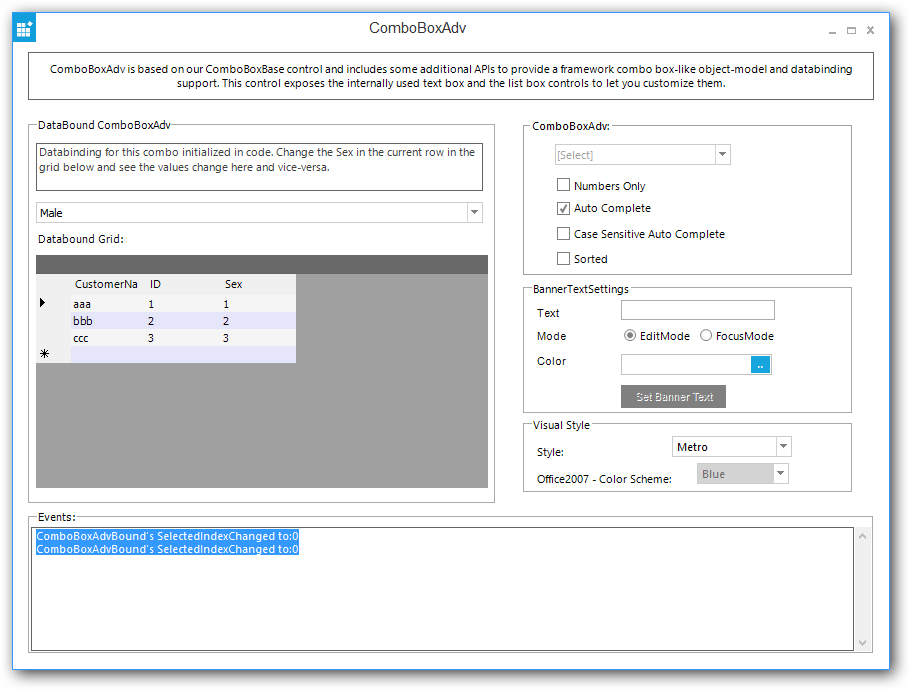 ComboBoxAdv
ComboBoxAdv is based on our ComboBoxBase control and includes some additional APIs to provide a framework combo box-like object-model and databinding
support. This control exposes the internally used text box and the list box controls to let you customize them.
DataBound ComboBoxAdv
Databinding for this combo initialized in code. Change the Sex in the current row in the
grid below and see the values change here and vice-versa.
Male
Databound Grid:
CustomerNa ID Sex
aaa 1 1
bbb 2 2
ccc 3 3
ComboBoxAdv:
[Select]
Numbers Only
Auto Complete
Case Sensitive Auto Complete
Sorted
BannerTextSettings
Text
Mode EditMode FocusMode
Color ..
Set Banner Text
Visual Style
Style: Metro
Office2007 - Color Scheme: Blue
Events:
ComboBoxAdvBound's SelectedIndexChanged to:0
ComboBoxAdvBound's SelectedIndexChanged to:0